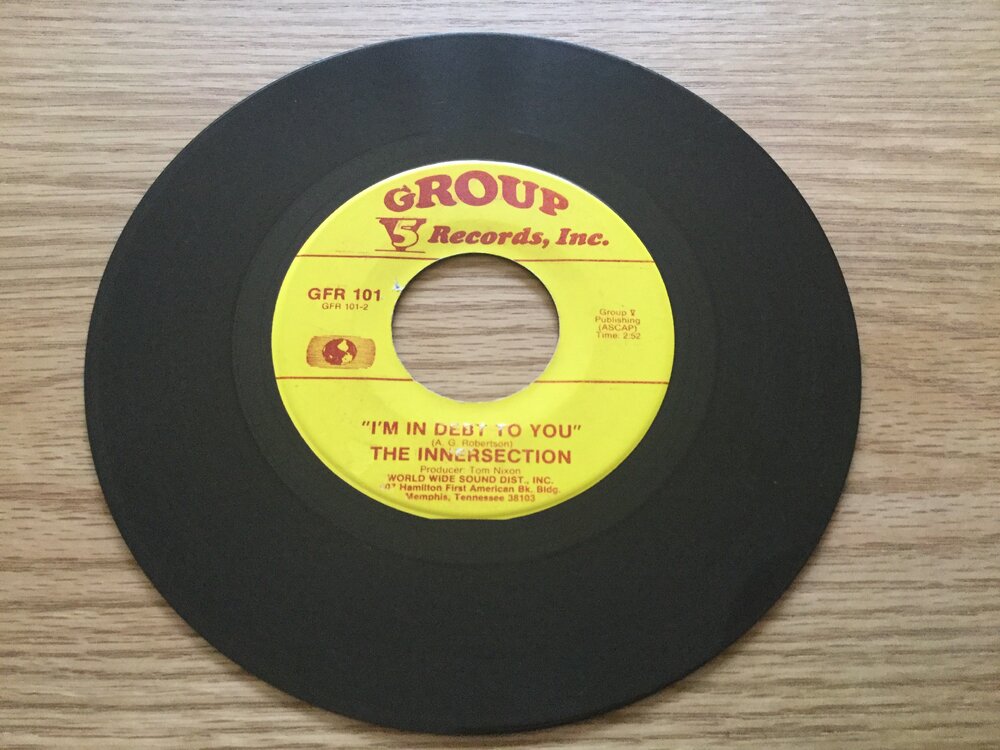 GROUP
5 Records, Inc.
GFR 101
GFR 101-2
Group V
Publishing
(ASCAP)
Time: 2:52
"I'M IN DEBT TO YOU"
(A. G. Robertson)
THE INNERSECTION
Producer: Tom Nixon
WORLD WIDE SOUND DIST., INC.
Hamilton First American Bk. Bldg.
Memphis, Tennessee 38103